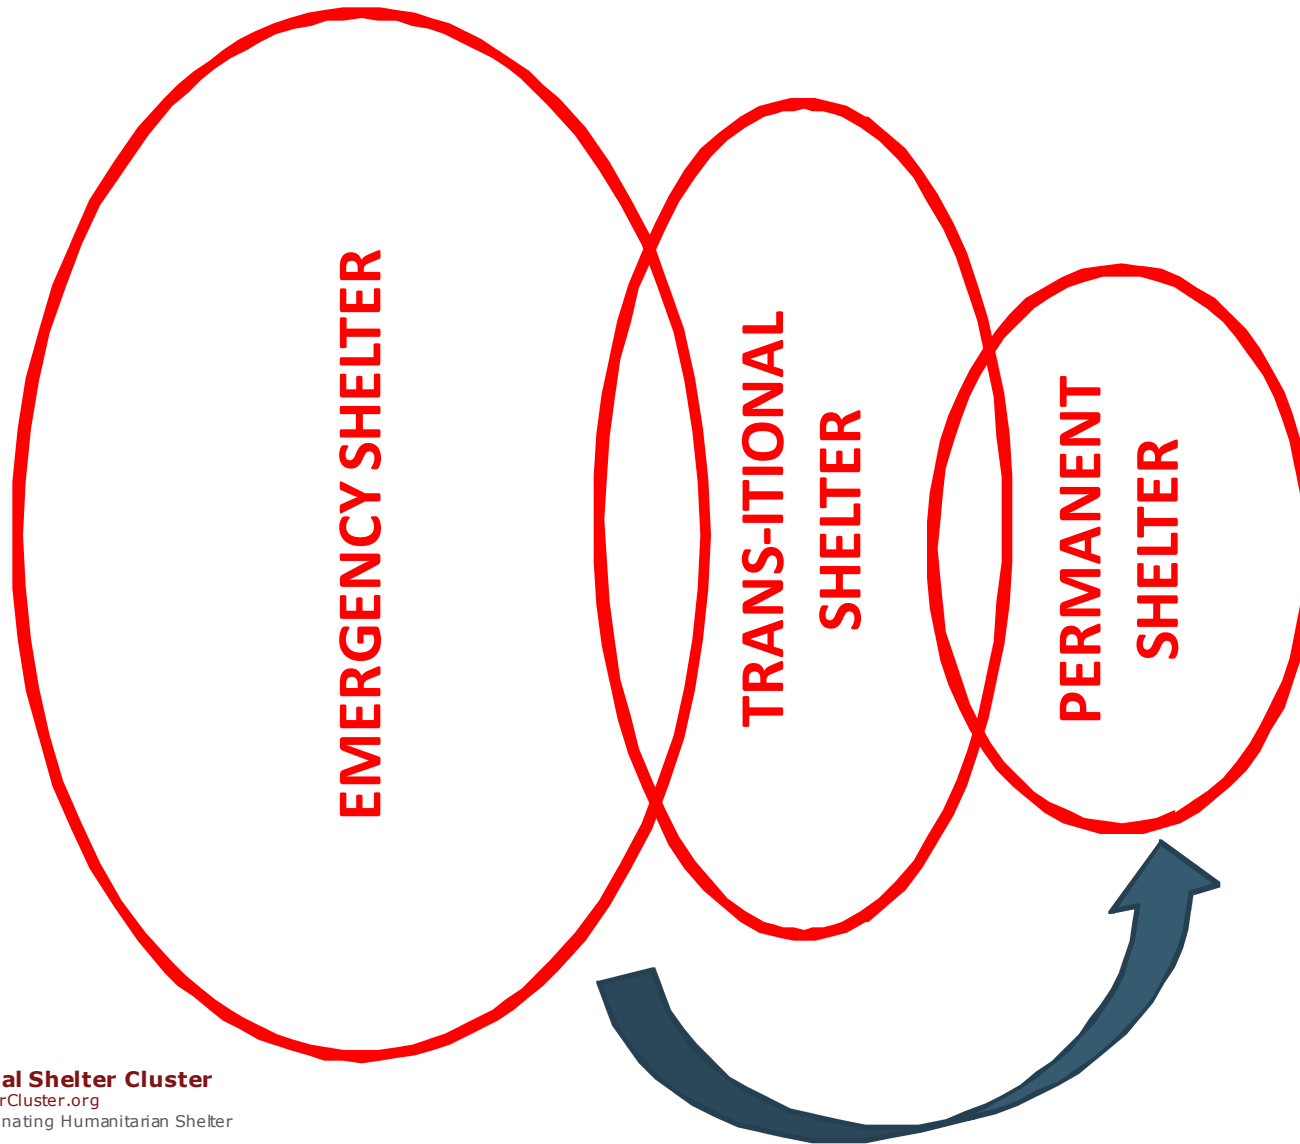 EMERGENCY SHELTER
TRANS-ITIONAL
SHELTER
PERMANENT
SHELTER
al Shelter Cluster
rCluster.org
nating Humanitarian Shelter